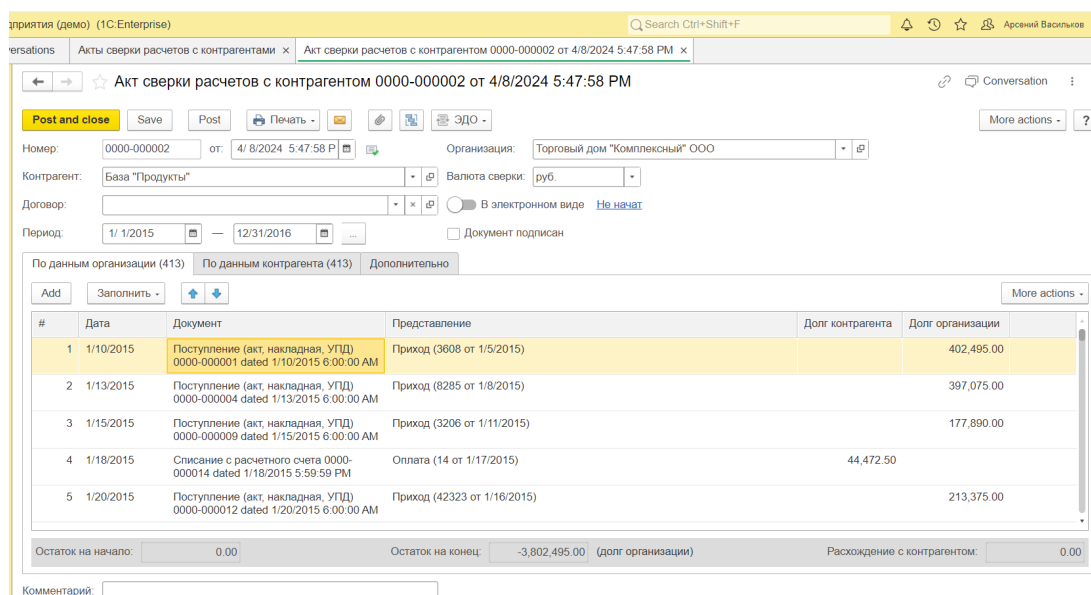 дприятия (демо) (1C:Enterprise) Search Ctrl+Shift+F Арсений Васильков
ersations Акты сверки расчетов с контрагентами × Акт сверки расчетов с контрагентом 0000-000002 от 4/8/2024 5:47:58 PM ×
Акт сверки расчетов с контрагентом 0000-000002 от 4/8/2024 5:47:58 PM Conversation
Post and close Save Post Печать ЭДО More actions ?
Номер: 0000-000002 от: 4/ 8/2024 5:47:58 P Организация: Торговый дом "Комплексный" ООО
Контрагент: База "Продукты" Валюта сверки: руб.
Договор: В электронном виде Не начат
Период: 1/ 1/2015 — 12/31/2016 ... Документ подписан
По данным организации (413) По данным контрагента (413) Дополнительно
Add Заполнить More actions
# Дата Документ Представление Долг контрагента Долг организации
1 1/10/2015 Поступление (акт, накладная, УПД) Приход (3608 от 1/5/2015) 402,495.00
0000-000001 dated 1/10/2015 6:00:00 AM
2 1/13/2015 Поступление (акт, накладная, УПД) Приход (8285 от 1/8/2015) 397,075.00
0000-000004 dated 1/13/2015 6:00:00 AM
3 1/15/2015 Поступление (акт, накладная, УПД) Приход (3206 от 1/11/2015) 177,890.00
0000-000009 dated 1/15/2015 6:00:00 AM
4 1/18/2015 Списание с расчетного счета 0000- Оплата (14 от 1/17/2015) 44,472.50
000014 dated 1/18/2015 5:59:59 PM
5 1/20/2015 Поступление (акт, накладная, УПД) Приход (42323 от 1/16/2015) 213,375.00
0000-000012 dated 1/20/2015 6:00:00 AM
Остаток на начало: 0.00 Остаток на конец: -3,802,495.00 (долг организации) Расхождение с контрагентом: 0.00
Комментарий: